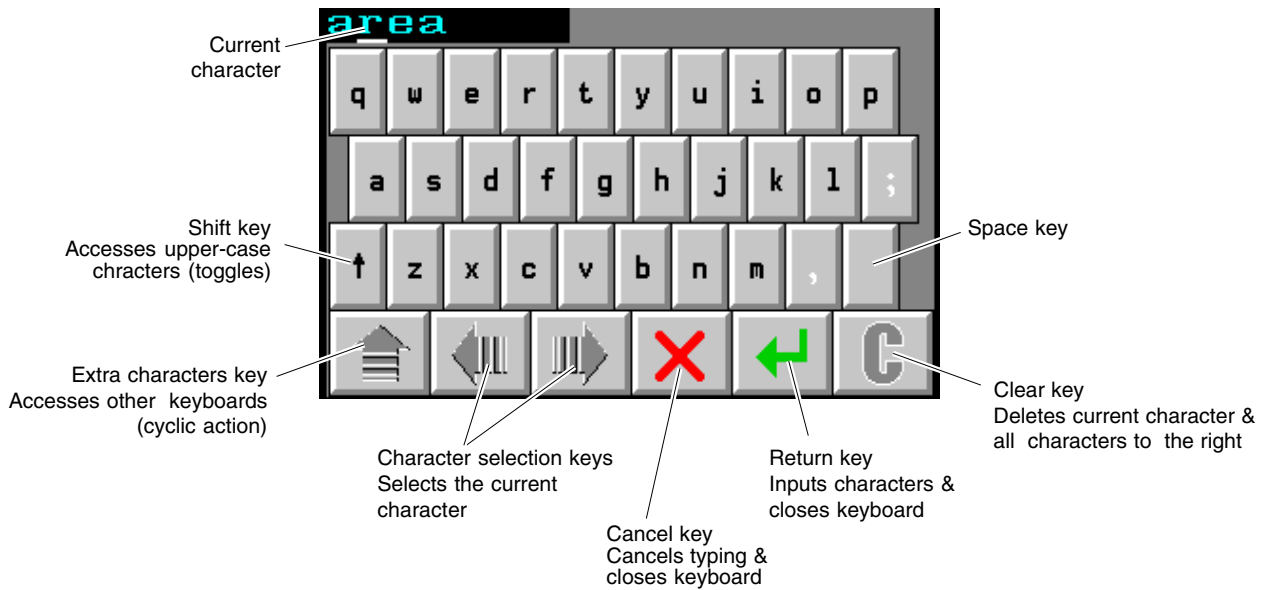 area
Current
character
q w e r t y u i o p
a s d f g h j k l ;
Shift key
Accesses upper-case
chracters (toggles)
↑ z x c v b n m ,
Space key
C
Extra characters key
Accesses other keyboards
(cyclic action)
Clear key
Deletes current character &
all characters to the right
Character selection keys
Selects the current
character
Return key
Inputs characters &
closes keyboard
Cancel key
Cancels typing &
closes keyboard